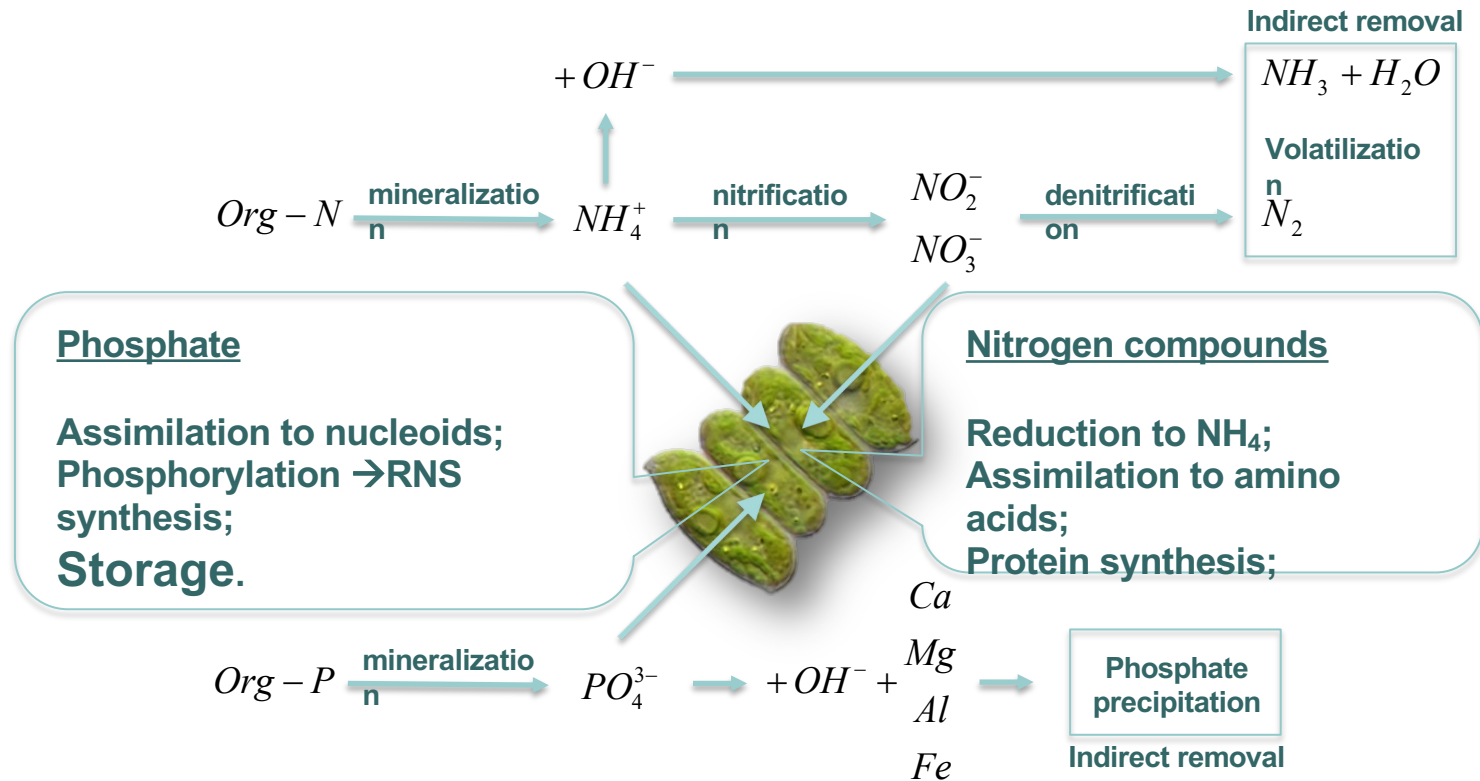 Indirect removal
+ OH⁻
NH₃ + H₂O
Volatilizatio
n
N₂
Org – N
mineralizatio
n
NH₄⁺
nitrificatio
n
NO₂⁻
NO₃⁻
denitrificati
on
Phosphate
Assimilation to nucleoids;
Phosphorylation →RNS
synthesis;
Storage.
Nitrogen compounds
Reduction to NH₄;
Assimilation to amino
acids;
Protein synthesis;
Org – P
mineralizatio
n
PO₄³⁻
+ OH⁻ +
Ca
Mg
Al
Fe
Phosphate
precipitation
Indirect removal